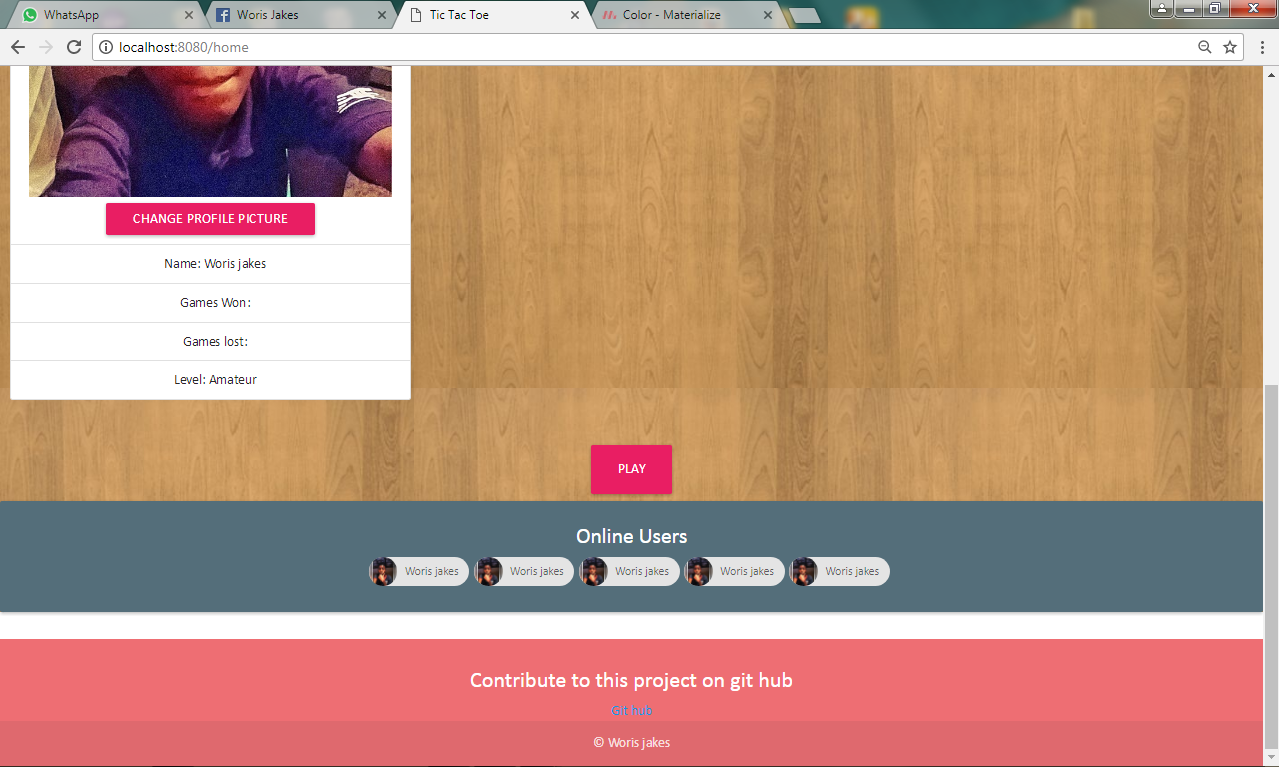 WhatsApp
Woris Jakes
Tic Tac Toe
Color - Materialize
localhost:8080/home
CHANGE PROFILE PICTURE
Name: Woris jakes
Games Won:
Games lost:
Level: Amateur
PLAY
Online Users
Woris jakes Woris jakes Woris jakes Woris jakes Woris jakes
Contribute to this project on git hub
Git hub
© Woris jakes